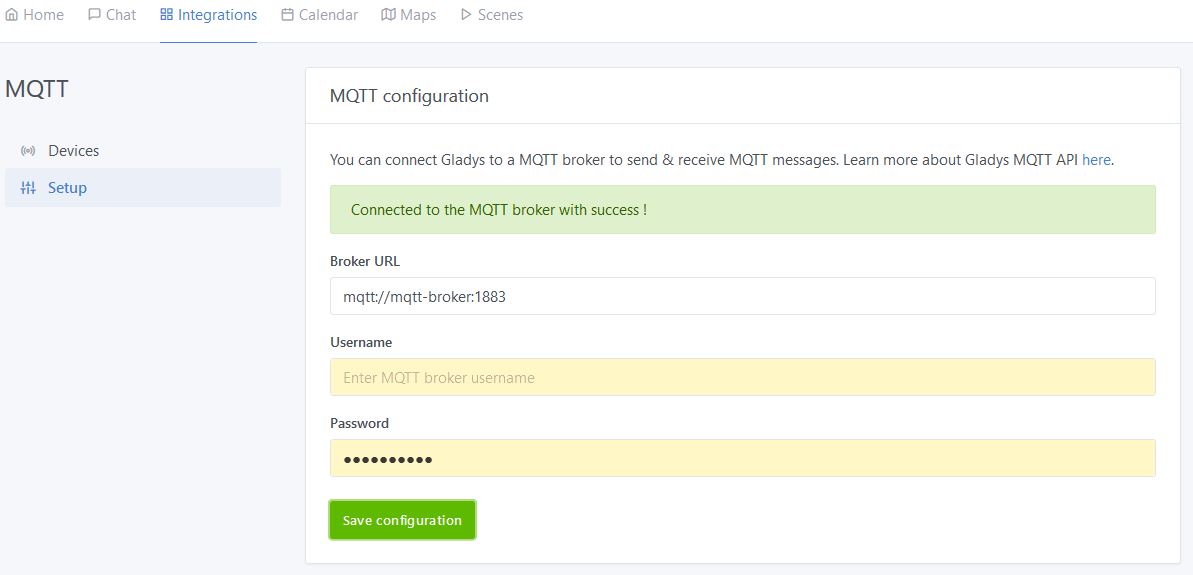 Home Chat Integrations Calendar Maps Scenes
MQTT
Devices
Setup
MQTT configuration
You can connect Gladys to a MQTT broker to send & receive MQTT messages. Learn more about Gladys MQTT API here.
Connected to the MQTT broker with success !
Broker URL
mqtt://mqtt-broker:1883
Username
Enter MQTT broker username
Password
●●●●●●●●●●
Save configuration